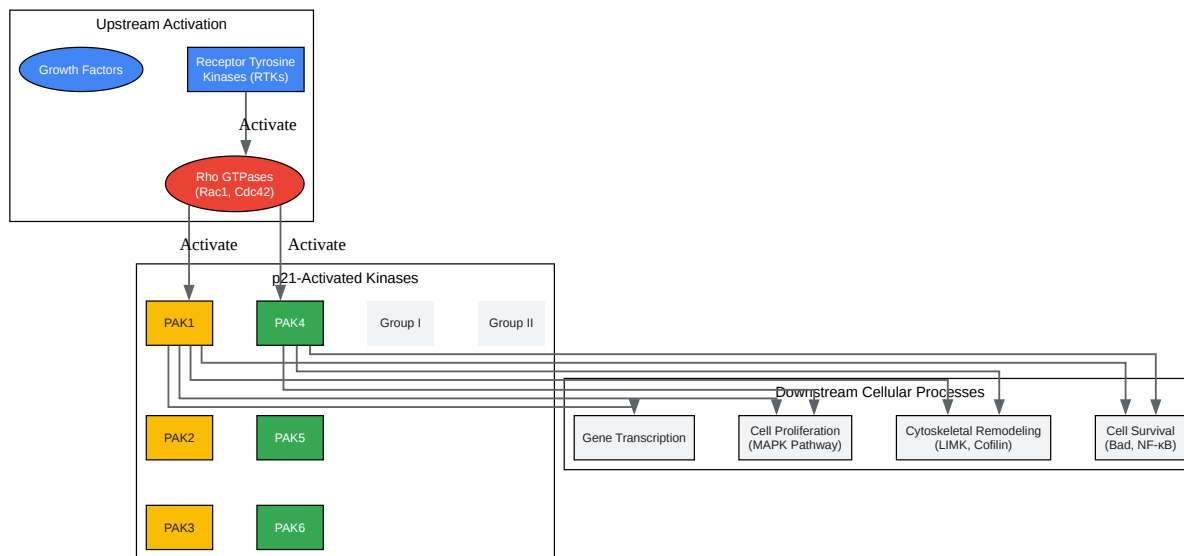 Upstream Activation
Growth Factors
Receptor Tyrosine
Kinases (RTKs)
Activate
Rho GTPases
(Rac1, Cdc42)
Activate
Activate
p21-Activated Kinases
PAK1
PAK4
Group I
Group II
Downstream Cellular Processes
PAK2
PAK5
Gene Transcription
Cell Proliferation
(MAPK Pathway)
Cytoskeletal Remodeling
(LIMK, Cofilin)
Cell Survival
(Bad, NF-κB)
PAK3
PAK6